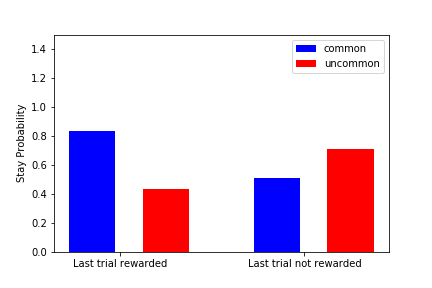 common
uncommon
Stay Probability
1.4
1.2
1.0
0.8
0.6
0.4
0.2
0.0
Last trial rewarded
Last trial not rewarded